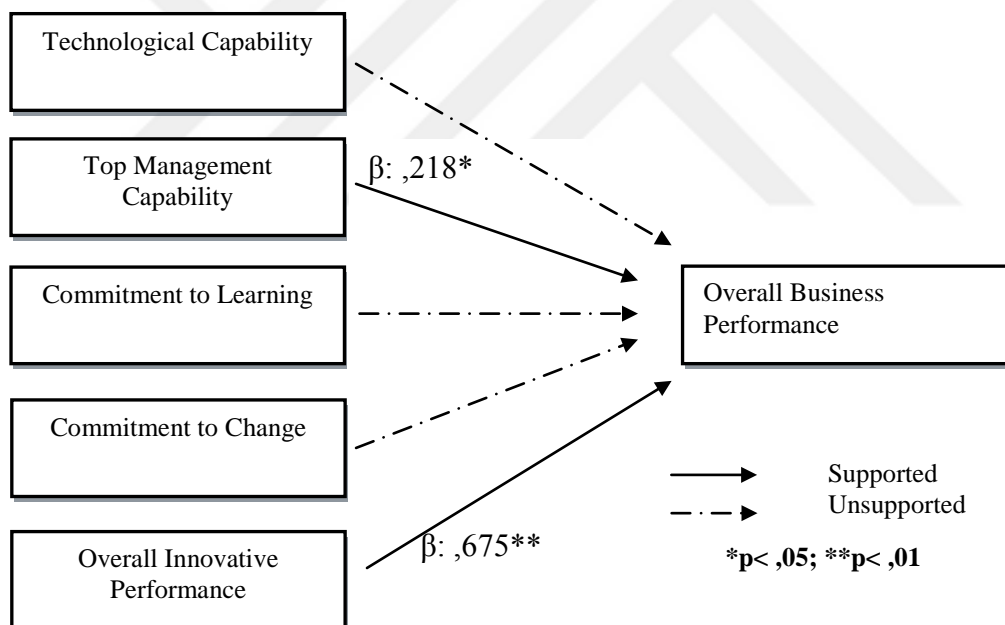 Technological Capability
Top Management
Capability
β: ,218*
Commitment to Learning
Overall Business
Performance
Commitment to Change
Supported
Unsupported
Overall Innovative
Performance
β: ,675**
*p< ,05; **p< ,01